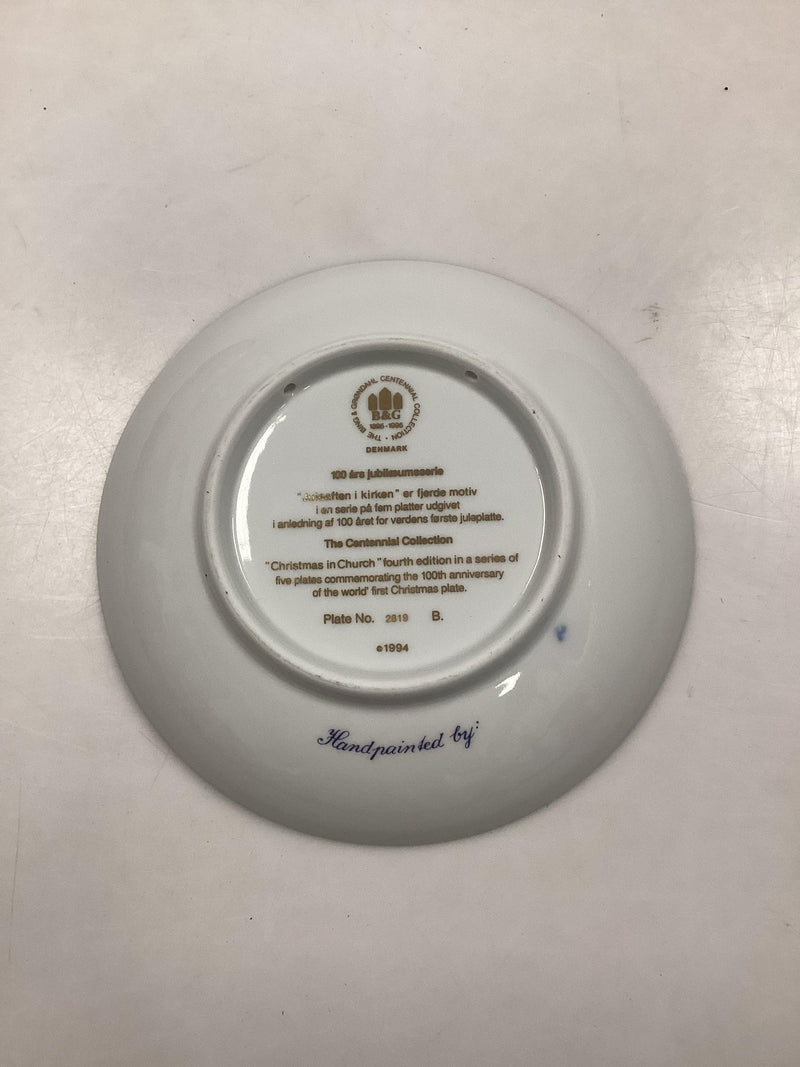 THE BING & GRØNDAHL CENTENNIAL COLLECTION
B&G
1895-1995
DENMARK
100 års jubilæumsserie
i kirken" er fjerde motiv
i en serie på fem platter udgivet
i anledning af 100 året for verdens første juleplatte.
The Centennial Collection
"Christmas in Church" fourth edition in a series of
five plates commemorating the 100th anniversary
of the world' first Christmas plate.
Plate No. 2819 B.
©1994
Handpainted by: